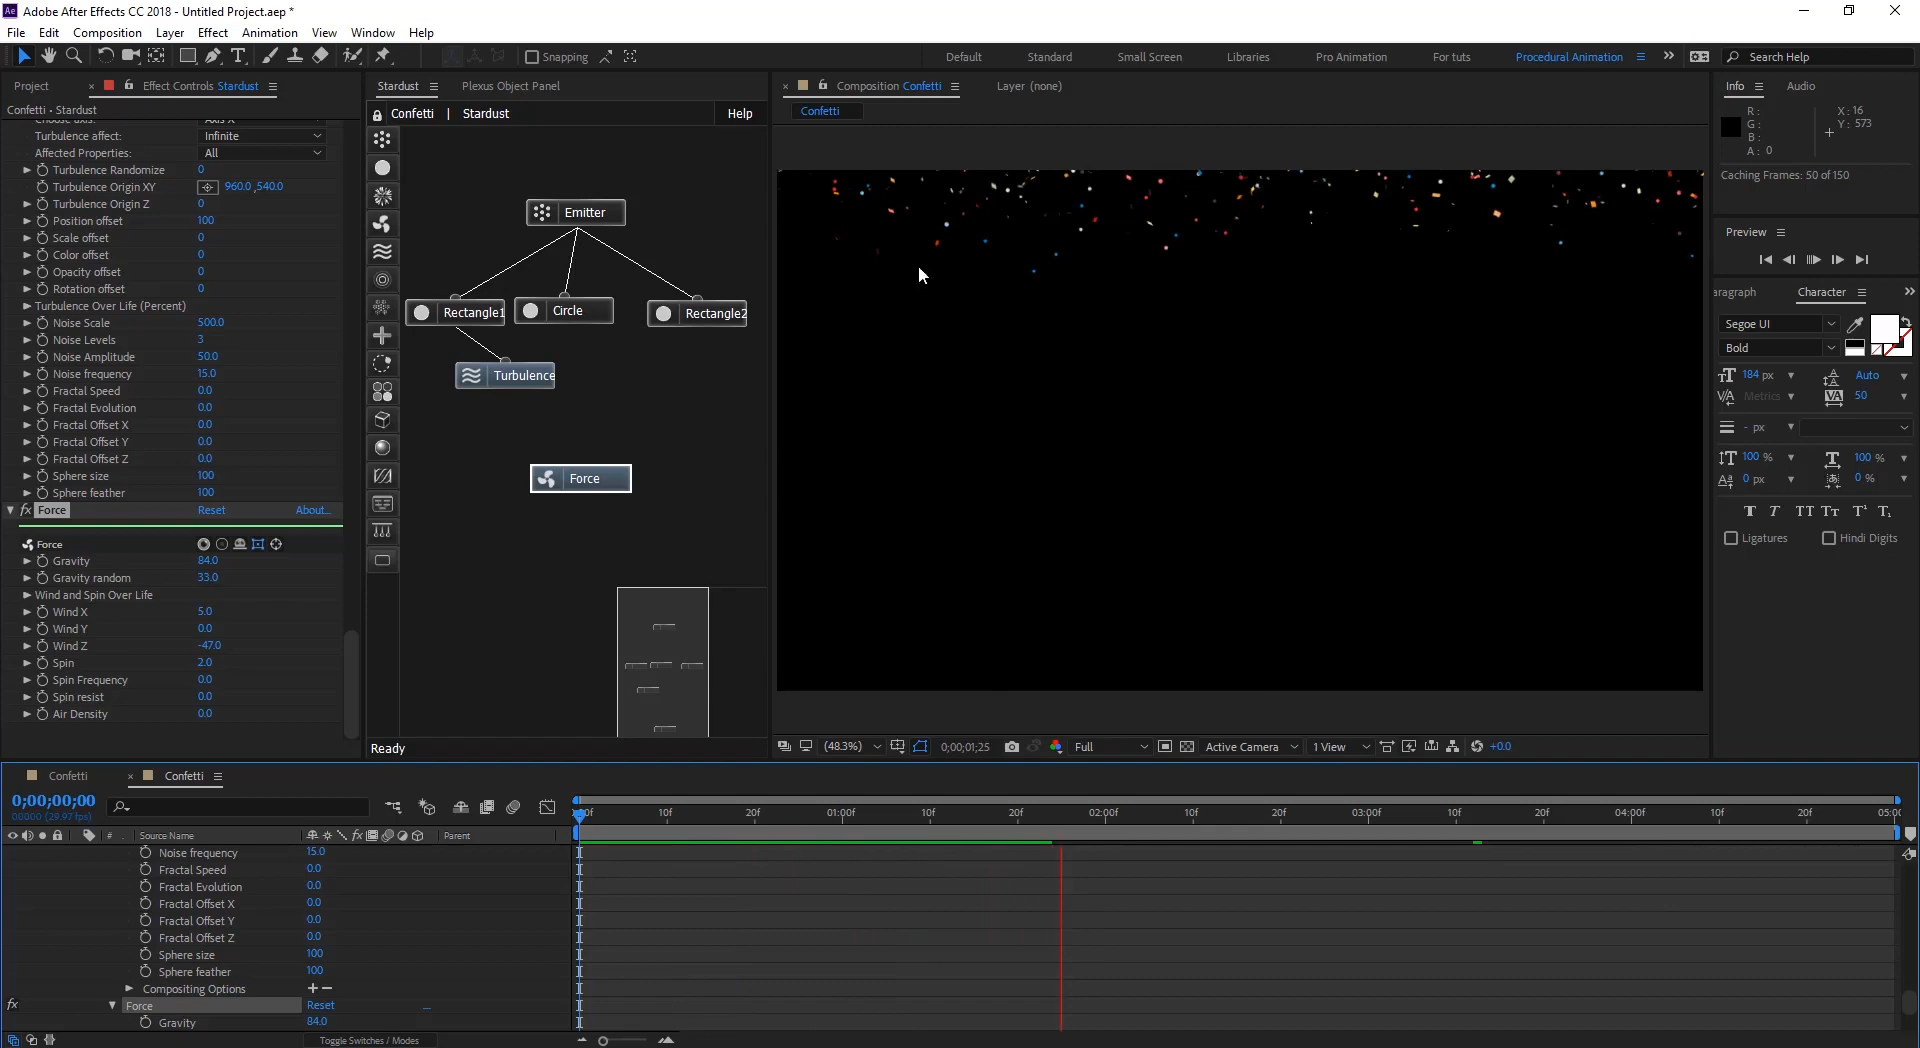 Adobe After Effects CC 2018 - Untitled Project.aep *
File Edit Composition Layer Effect Animation View Window Help
Snapping
Default Standard Small Screen Libraries Pro Animation For tuts Procedural Animation
Search Help
Project Effect Controls Stardust
Confetti • Stardust
Turbulence affect: Infinite
Affected Properties: All
Turbulence Randomize 0
Turbulence Origin XY 960.0 ,540.0
Turbulence Origin Z 0
Position offset 100
Scale offset 0
Color offset 0
Opacity offset 0
Rotation offset 0
Turbulence Over Life (Percent)
Noise Scale 500.0
Noise Levels 3
Noise Amplitude 50.0
Noise frequency 15.0
Fractal Speed 0.0
Fractal Evolution 0.0
Fractal Offset X 0.0
Fractal Offset Y 0.0
Fractal Offset Z 0.0
Sphere size 100
Sphere feather 100
fx Force Reset About...
Force
Gravity 84.0
Gravity random 33.0
Wind and Spin Over Life
Wind X 5.0
Wind Y 0.0
Wind Z -47.0
Spin 2.0
Spin Frequency 0.0
Spin resist 0.0
Air Density 0.0
Stardust Plexus Object Panel
Confetti | Stardust Help
Emitter
Rectangle1 Circle Rectangle2
Turbulence
Force
Ready
Composition Confetti Layer (none)
Confetti
(48.3%) 0;00;01;25 Full Active Camera 1 View +0.0
Info Audio
R: X: 16
G: Y: 573
B:
A: 0
Caching Frames: 50 of 150
Preview
aragraph Character
Segoe UI
Bold
184 px Auto
Metrics 50
- px
100 % 100 %
0 px 0 %
T T TT Tт T¹ T₁
Ligatures Hindi Digits
Confetti Confetti
0;00;00;00
00000 (29.97 fps)
# Source Name fx Parent
:00f 10f 20f 01:00f 10f 20f 02:00f 10f 20f 03:00f 10f 20f 04:00f 10f 20f 05:00
Noise frequency 15.0
Fractal Speed 0.0
Fractal Evolution 0.0
Fractal Offset X 0.0
Fractal Offset Y 0.0
Fractal Offset Z 0.0
Sphere size 100
Sphere feather 100
Compositing Options + −
fx Force Reset
Gravity 84.0
Toggle Switches / Modes